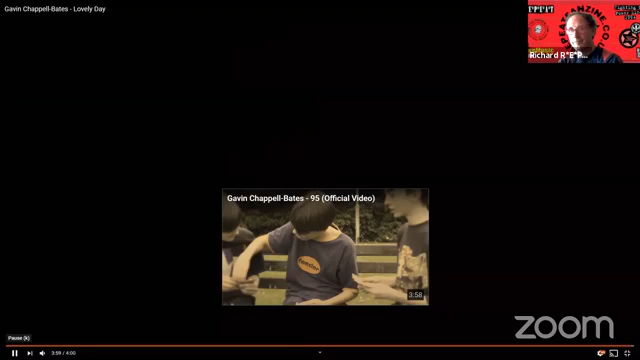 Gavin Chappell-Bates - Lovely Day
Richard R*E*P...
Gavin Chappell-Bates - 95 (Official Video)
3:58
zoom
Pause (k)
3:59 / 4:00